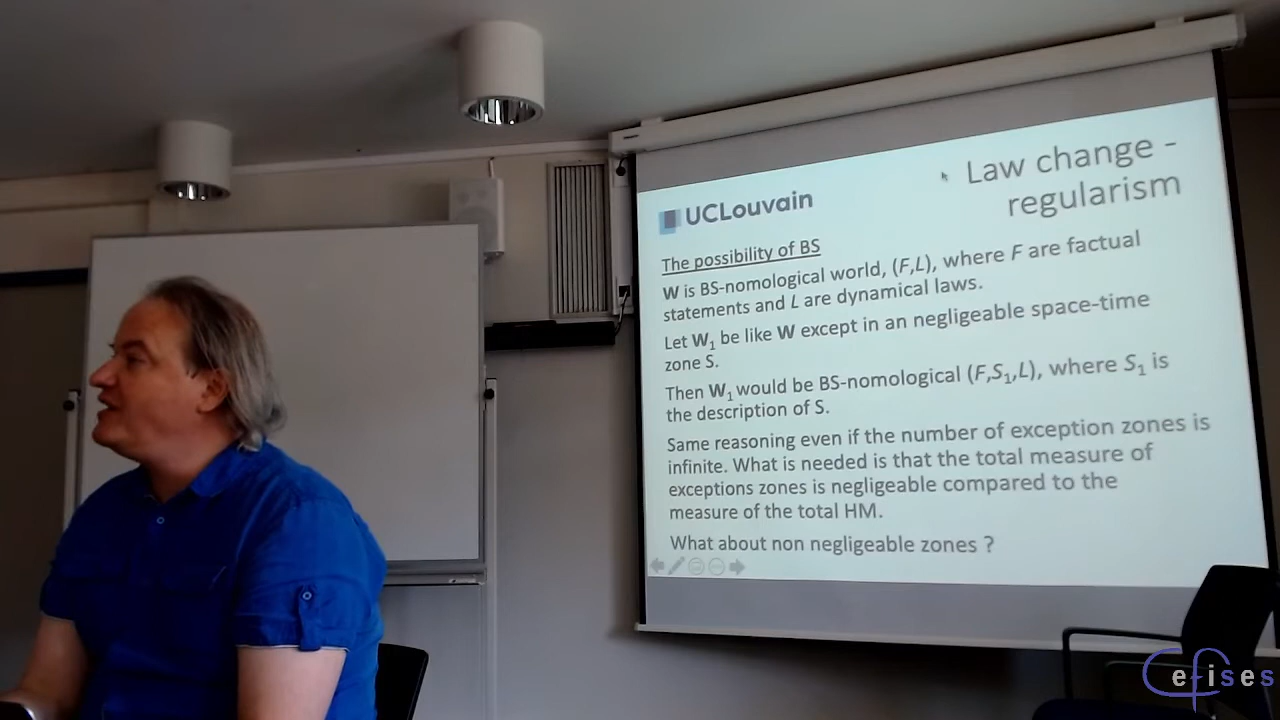 Law change -
regularism
UCLouvain
The possibility of BS
W is BS-nomological world, (F,L), where F are factual
statements and L are dynamical laws.
Let W₁ be like W except in an negligeable space-time
zone S.
Then W₁ would be BS-nomological (F,S₁,L), where S₁ is
the description of S.
Same reasoning even if the number of exception zones is
infinite. What is needed is that the total measure of
exceptions zones is negligeable compared to the
measure of the total HM.
What about non negligeable zones ?
Cefises